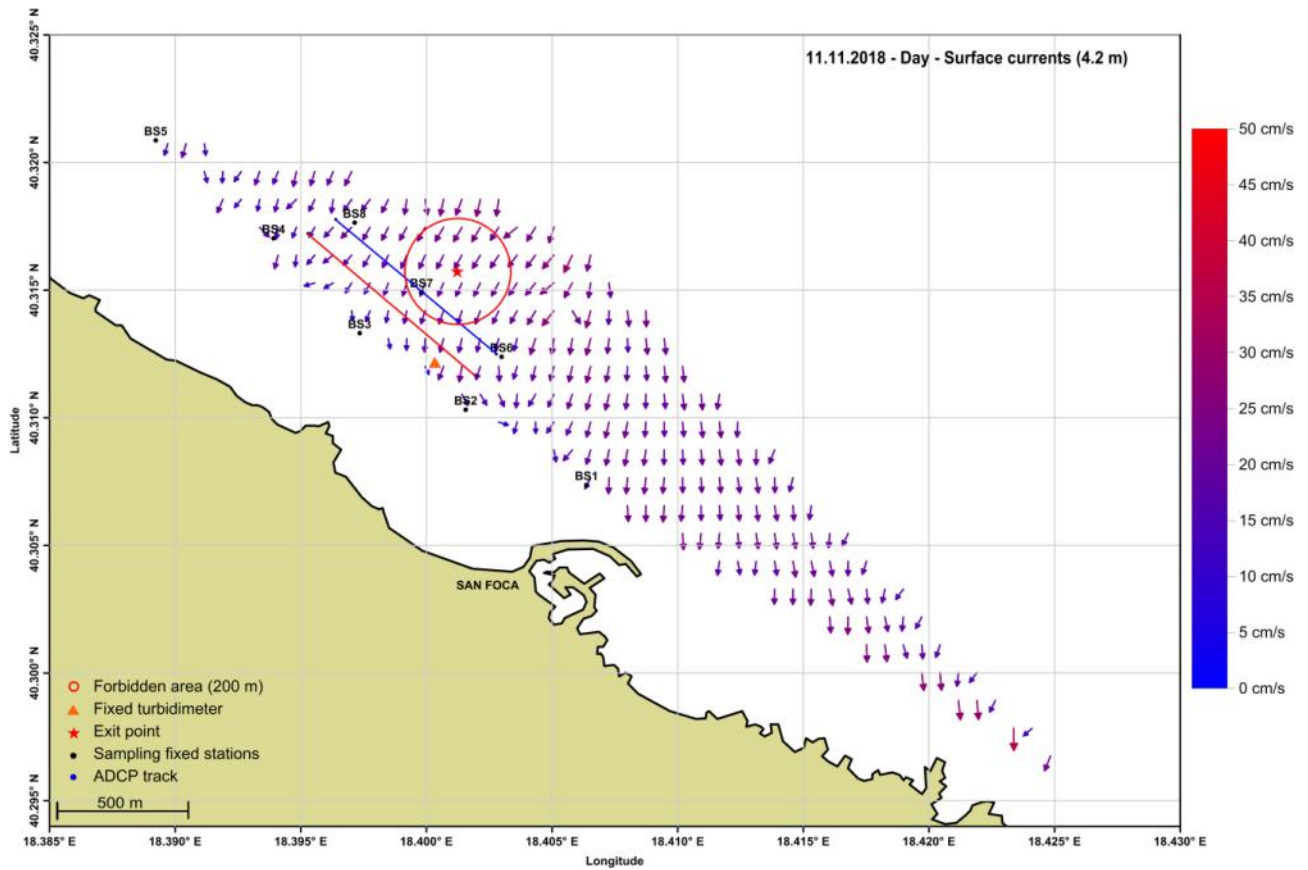 11.11.2018 - Day - Surface currents (4.2 m)
40.325° N
40.320° N
40.315° N
40.310° N
40.305° N
40.300° N
40.295° N
Latitude
BS5
BS8
BS4
BS7
BS3
BS6
BS2
BS1
SAN FOCA
Forbidden area (200 m)
Fixed turbidimeter
Exit point
Sampling fixed stations
ADCP track
500 m
18.385° E
18.390° E
18.395° E
18.400° E
18.405° E
18.410° E
18.415° E
18.420° E
18.425° E
18.430° E
Longitude
50 cm/s
45 cm/s
40 cm/s
35 cm/s
30 cm/s
25 cm/s
20 cm/s
15 cm/s
10 cm/s
5 cm/s
0 cm/s